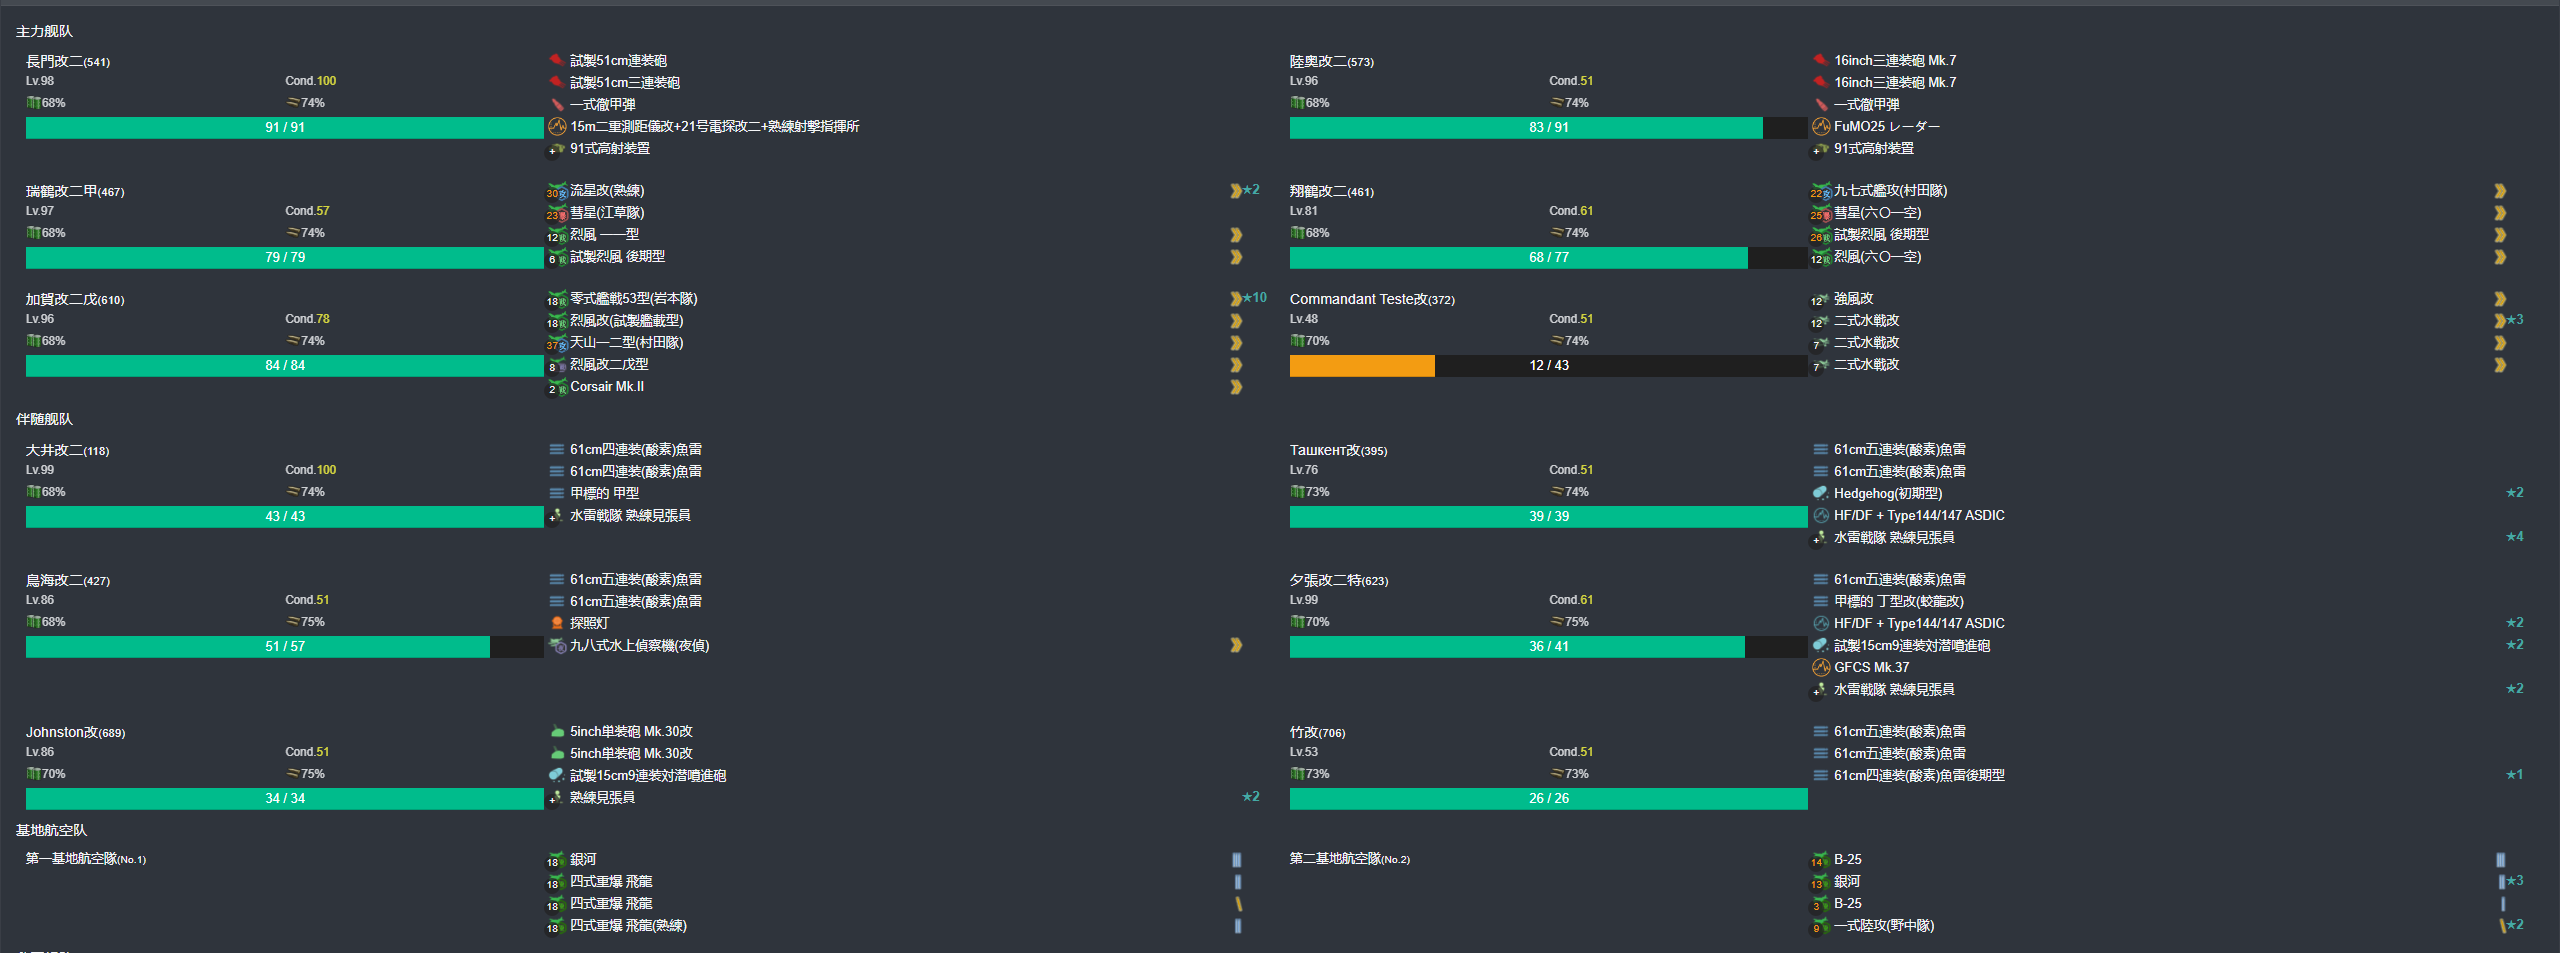 主力舰队
長門改二(541)
Lv.98 Cond.100
68% 74%
91 / 91
試製51cm連装砲
試製51cm三連装砲
一式徹甲弾
15m二重測距儀改+21号電探改二+熟練射撃指揮所
91式高射装置
陸奥改二(573)
Lv.96 Cond.51
68% 74%
83 / 91
16inch三連装砲 Mk.7
16inch三連装砲 Mk.7
一式徹甲弾
FuMO25 レーダー
91式高射装置
瑞鶴改二甲(467)
Lv.97 Cond.57
68% 74%
79 / 79
30 流星改(熟練) ★2
23 彗星(江草隊)
12 烈風 一一型
6 試製烈風 後期型
翔鶴改二(461)
Lv.81 Cond.61
68% 74%
68 / 77
22 九七式艦攻(村田隊)
25 彗星(六〇一空)
26 試製烈風 後期型
12 烈風(六〇一空)
加賀改二戊(610)
Lv.96 Cond.78
68% 74%
84 / 84
18 零式艦戦53型(岩本隊) ★10
18 烈風改(試製艦載型)
37 天山一二型(村田隊)
8 烈風改二戊型
2 Corsair Mk.II
Commandant Teste改(372)
Lv.48 Cond.51
70% 74%
12 / 43
12 強風改
12 二式水戦改 ★3
7 二式水戦改
7 二式水戦改
伴随舰队
大井改二(118)
Lv.99 Cond.100
68% 74%
43 / 43
61cm四連装(酸素)魚雷
61cm四連装(酸素)魚雷
甲標的 甲型
水雷戦隊 熟練見張員
Ташкент改(395)
Lv.76 Cond.51
73% 74%
39 / 39
61cm五連装(酸素)魚雷
61cm五連装(酸素)魚雷
Hedgehog(初期型) ★2
HF/DF + Type144/147 ASDIC
水雷戦隊 熟練見張員 ★4
鳥海改二(427)
Lv.86 Cond.51
68% 75%
51 / 57
61cm五連装(酸素)魚雷
61cm五連装(酸素)魚雷
探照灯
九八式水上偵察機(夜偵)
夕張改二特(623)
Lv.99 Cond.61
70% 75%
36 / 41
61cm五連装(酸素)魚雷
甲標的 丁型改(蛟龍改)
HF/DF + Type144/147 ASDIC ★2
試製15cm9連装対潜噴進砲 ★2
GFCS Mk.37
水雷戦隊 熟練見張員 ★2
Johnston改(689)
Lv.86 Cond.51
70% 75%
34 / 34
5inch単装砲 Mk.30改
5inch単装砲 Mk.30改
試製15cm9連装対潜噴進砲
熟練見張員 ★2
竹改(706)
Lv.53 Cond.51
73% 73%
26 / 26
61cm五連装(酸素)魚雷
61cm五連装(酸素)魚雷
61cm四連装(酸素)魚雷後期型 ★1
基地航空队
第一基地航空隊(No.1)
18 銀河
18 四式重爆 飛龍
18 四式重爆 飛龍
18 四式重爆 飛龍(熟練)
第二基地航空隊(No.2)
14 B-25
13 銀河 ★3
3 B-25
9 一式陸攻(野中隊) ★2